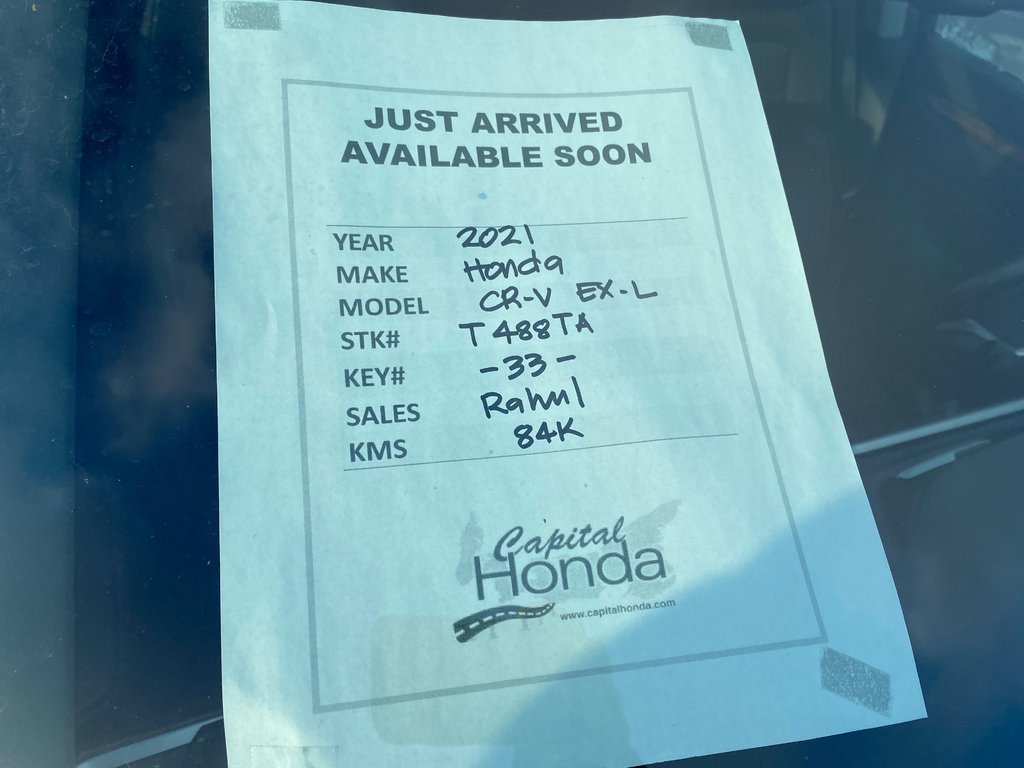 JUST ARRIVED
AVAILABLE SOON
YEAR 2021
MAKE Honda
MODEL CR-V EX-L
STK# T488TA
KEY# -33-
SALES Rahul
KMS 84K
Capital
Honda
www.capitalhonda.com